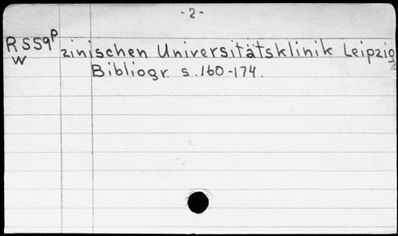 -2-
RS59P zinischen Universitätsklinik Leipzig
W
Bibliogr. s.160-174.